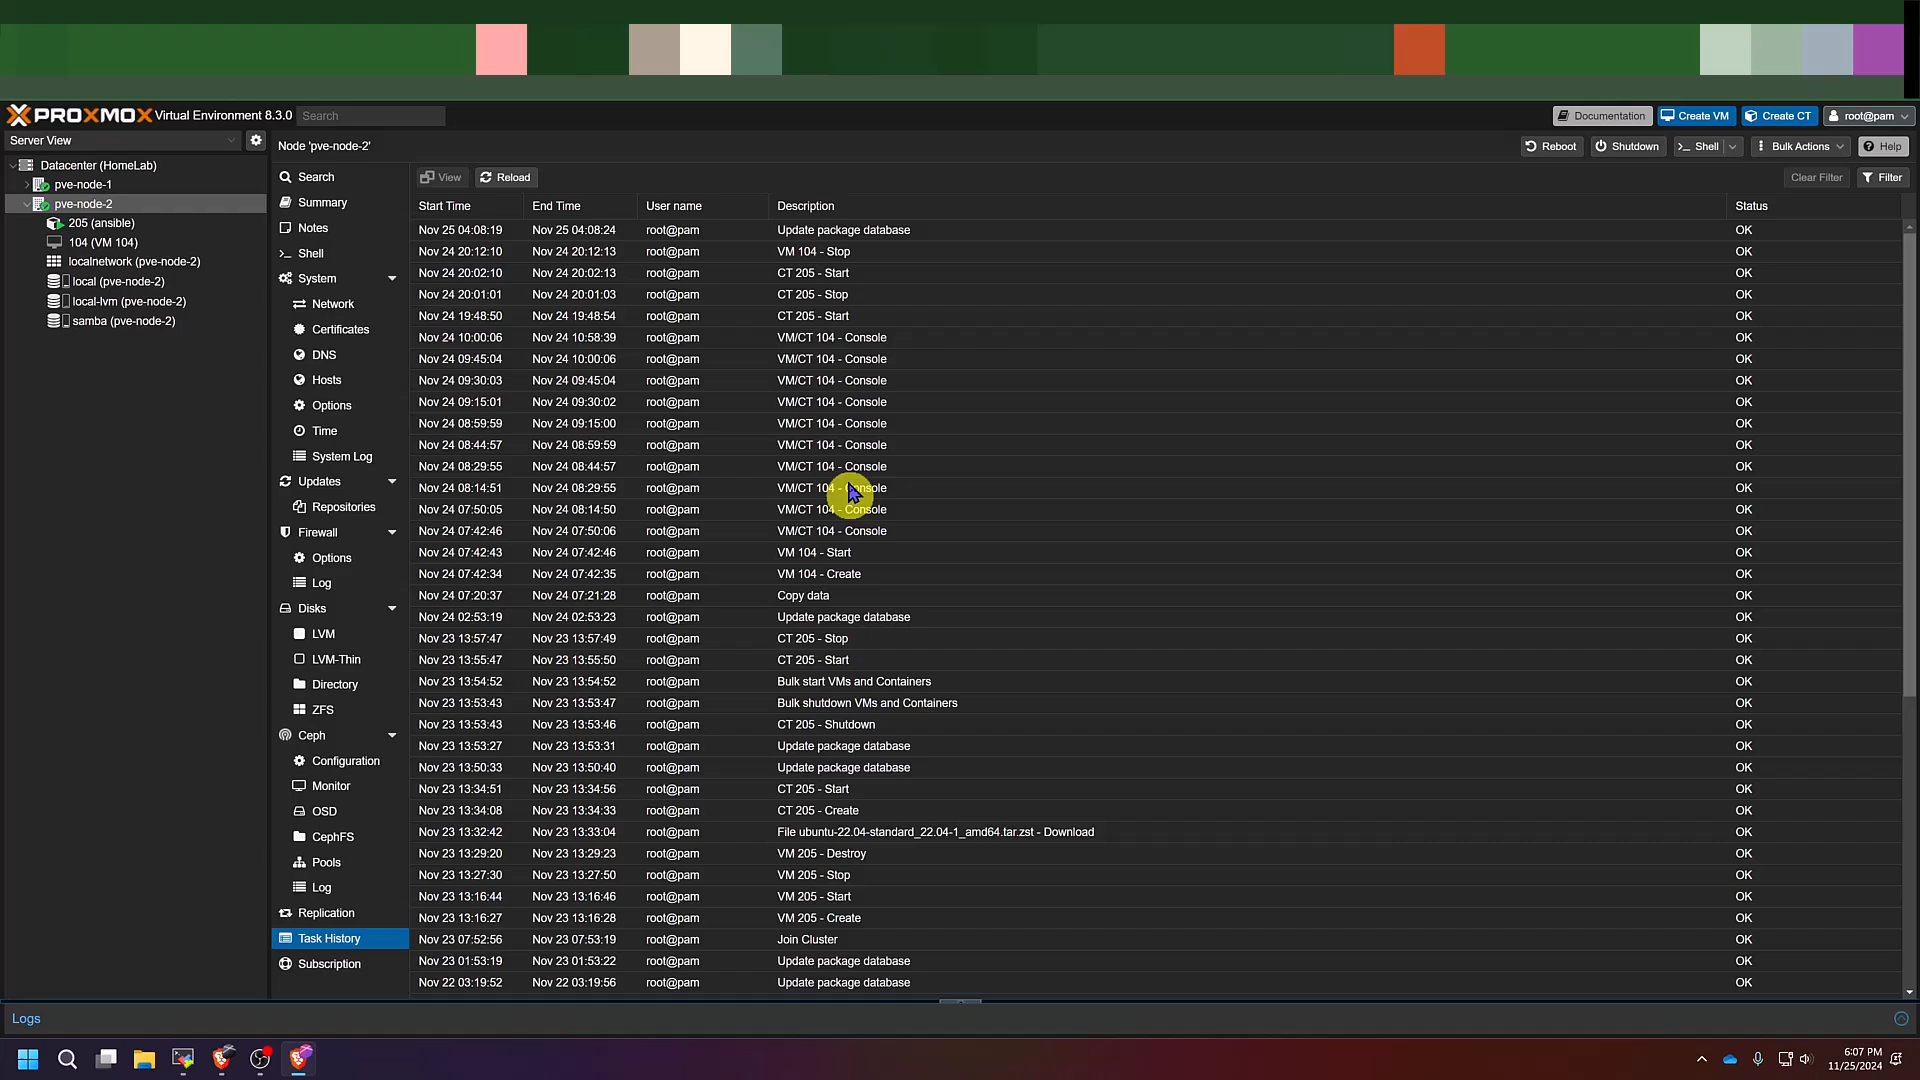 PROXMOX Virtual Environment 8.3.0 Search Documentation Create VM Create CT root@pam
Server View
Node 'pve-node-2' Reboot Shutdown Shell Bulk Actions Help
Datacenter (HomeLab)
pve-node-1
pve-node-2
205 (ansible)
104 (VM 104)
localnetwork (pve-node-2)
local (pve-node-2)
local-lvm (pve-node-2)
samba (pve-node-2)
Search
Summary
Notes
Shell
System
Network
Certificates
DNS
Hosts
Options
Time
System Log
Updates
Repositories
Firewall
Options
Log
Disks
LVM
LVM-Thin
Directory
ZFS
Ceph
Configuration
Monitor
OSD
CephFS
Pools
Log
Replication
Task History
Subscription
View Reload Clear Filter Filter
Start Time End Time User name Description Status
Nov 25 04:08:19 Nov 25 04:08:24 root@pam Update package database OK
Nov 24 20:12:10 Nov 24 20:12:13 root@pam VM 104 - Stop OK
Nov 24 20:02:10 Nov 24 20:02:13 root@pam CT 205 - Start OK
Nov 24 20:01:01 Nov 24 20:01:03 root@pam CT 205 - Stop OK
Nov 24 19:48:50 Nov 24 19:48:54 root@pam CT 205 - Start OK
Nov 24 10:00:06 Nov 24 10:58:39 root@pam VM/CT 104 - Console OK
Nov 24 09:45:04 Nov 24 10:00:06 root@pam VM/CT 104 - Console OK
Nov 24 09:30:03 Nov 24 09:45:04 root@pam VM/CT 104 - Console OK
Nov 24 09:15:01 Nov 24 09:30:02 root@pam VM/CT 104 - Console OK
Nov 24 08:59:59 Nov 24 09:15:00 root@pam VM/CT 104 - Console OK
Nov 24 08:44:57 Nov 24 08:59:59 root@pam VM/CT 104 - Console OK
Nov 24 08:29:55 Nov 24 08:44:57 root@pam VM/CT 104 - Console OK
Nov 24 08:14:51 Nov 24 08:29:55 root@pam VM/CT 104 - Console OK
Nov 24 07:50:05 Nov 24 08:14:50 root@pam VM/CT 104 - Console OK
Nov 24 07:42:46 Nov 24 07:50:06 root@pam VM/CT 104 - Console OK
Nov 24 07:42:43 Nov 24 07:42:46 root@pam VM 104 - Start OK
Nov 24 07:42:34 Nov 24 07:42:35 root@pam VM 104 - Create OK
Nov 24 07:20:37 Nov 24 07:21:28 root@pam Copy data OK
Nov 24 02:53:19 Nov 24 02:53:23 root@pam Update package database OK
Nov 23 13:57:47 Nov 23 13:57:49 root@pam CT 205 - Stop OK
Nov 23 13:55:47 Nov 23 13:55:50 root@pam CT 205 - Start OK
Nov 23 13:54:52 Nov 23 13:54:52 root@pam Bulk start VMs and Containers OK
Nov 23 13:53:43 Nov 23 13:53:47 root@pam Bulk shutdown VMs and Containers OK
Nov 23 13:53:43 Nov 23 13:53:46 root@pam CT 205 - Shutdown OK
Nov 23 13:53:27 Nov 23 13:53:31 root@pam Update package database OK
Nov 23 13:50:33 Nov 23 13:50:40 root@pam Update package database OK
Nov 23 13:34:51 Nov 23 13:34:56 root@pam CT 205 - Start OK
Nov 23 13:34:08 Nov 23 13:34:33 root@pam CT 205 - Create OK
Nov 23 13:32:42 Nov 23 13:33:04 root@pam File ubuntu-22.04-standard_22.04-1_amd64.tar.zst - Download OK
Nov 23 13:29:20 Nov 23 13:29:23 root@pam VM 205 - Destroy OK
Nov 23 13:27:30 Nov 23 13:27:50 root@pam VM 205 - Stop OK
Nov 23 13:16:44 Nov 23 13:16:46 root@pam VM 205 - Start OK
Nov 23 13:16:27 Nov 23 13:16:28 root@pam VM 205 - Create OK
Nov 23 07:52:56 Nov 23 07:53:19 root@pam Join Cluster OK
Nov 23 01:53:19 Nov 23 01:53:22 root@pam Update package database OK
Nov 22 03:19:52 Nov 22 03:19:56 root@pam Update package database OK
Logs
6:07 PM
11/25/2024